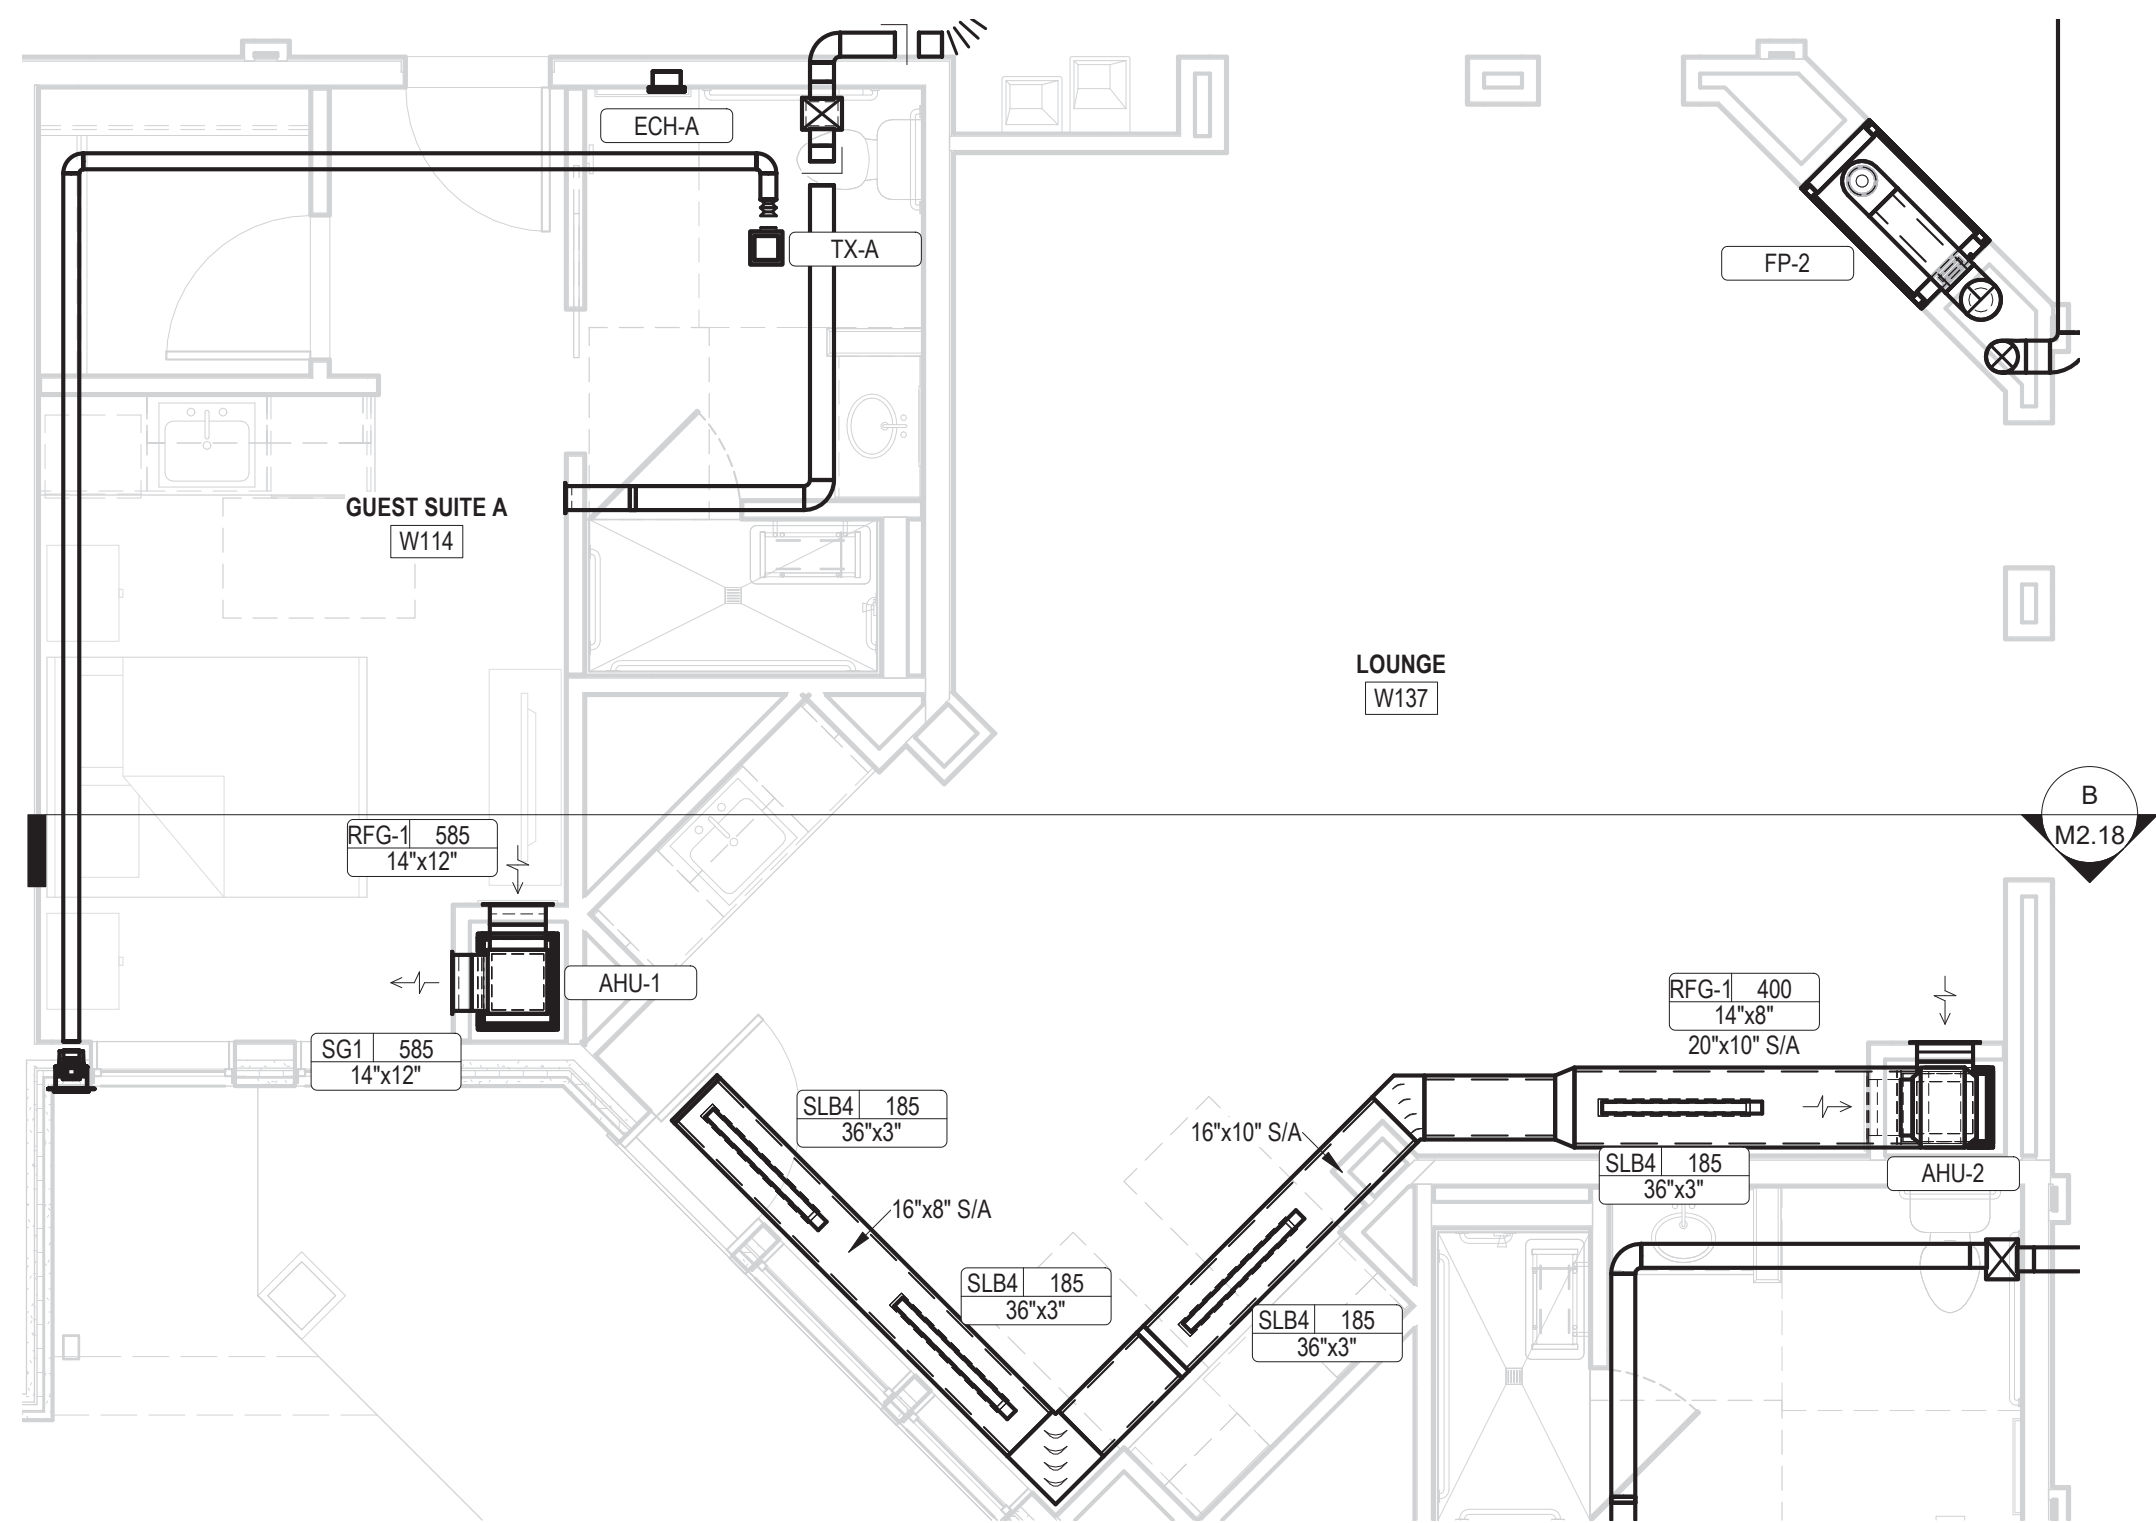 ECH-A
TX-A
FP-2
GUEST SUITE A
W114
LOUNGE
W137
B
M2.18
RFG-1 585
14"x12"
AHU-1
RFG-1 400
14"x8"
20"x10" S/A
SG1 585
14"x12"
SLB4 185
36"x3"
16"x10" S/A
SLB4 185
36"x3"
AHU-2
16"x8" S/A
SLB4 185
36"x3"
SLB4 185
36"x3"